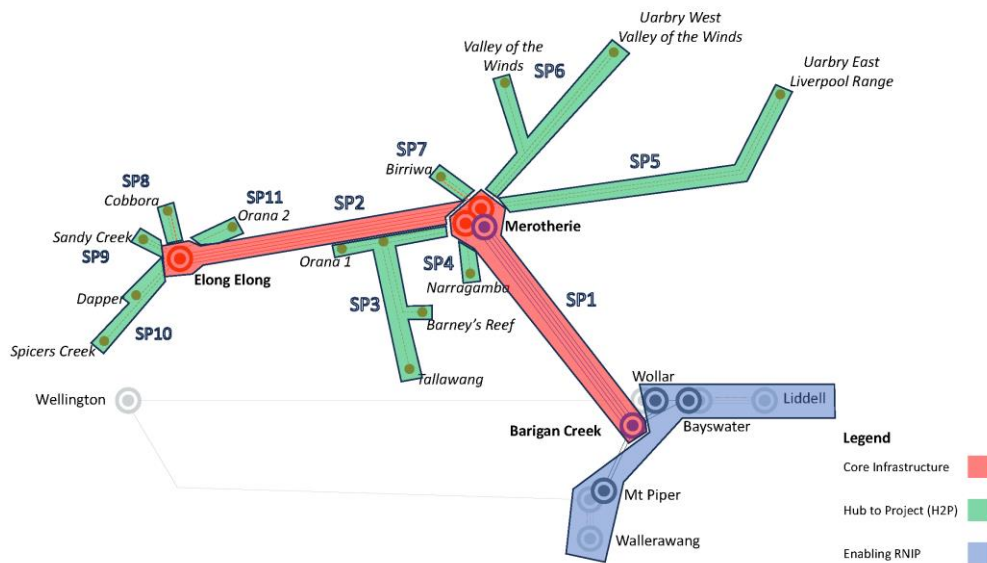 Uarbry West
Valley of the Winds
Valley of the
Winds
SP6
Uarbry East
Liverpool Range
SP7
Birriwa
SP5
SP8
Cobbora
SP11
Orana 2
SP2
Merotherie
Sandy Creek
SP9
Elong Elong
Orana 1
SP4
Narragamba
Dapper
SP10
SP3
SP1
Barney's Reef
Spicers Creek
Tallawang
Wollar
Wellington
Liddell
Barigan Creek
Bayswater
Mt Piper
Wallerawang
Legend
Core Infrastructure
Hub to Project (H2P)
Enabling RNIP